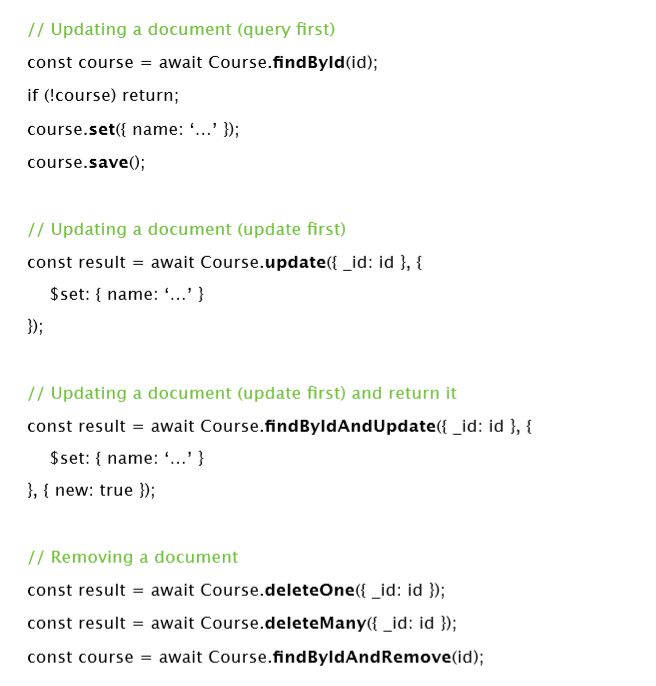 // Updating a document (query first)
const course = await Course.findById(id);
if (!course) return;
course.set({ name: ‘…’ });
course.save();
// Updating a document (update first)
const result = await Course.update({ _id: id }, {
$set: { name: ‘…’ }
});
// Updating a document (update first) and return it
const result = await Course.findByIdAndUpdate({ _id: id }, {
$set: { name: ‘…’ }
}, { new: true });
// Removing a document
const result = await Course.deleteOne({ _id: id });
const result = await Course.deleteMany({ _id: id });
const course = await Course.findByIdAndRemove(id);